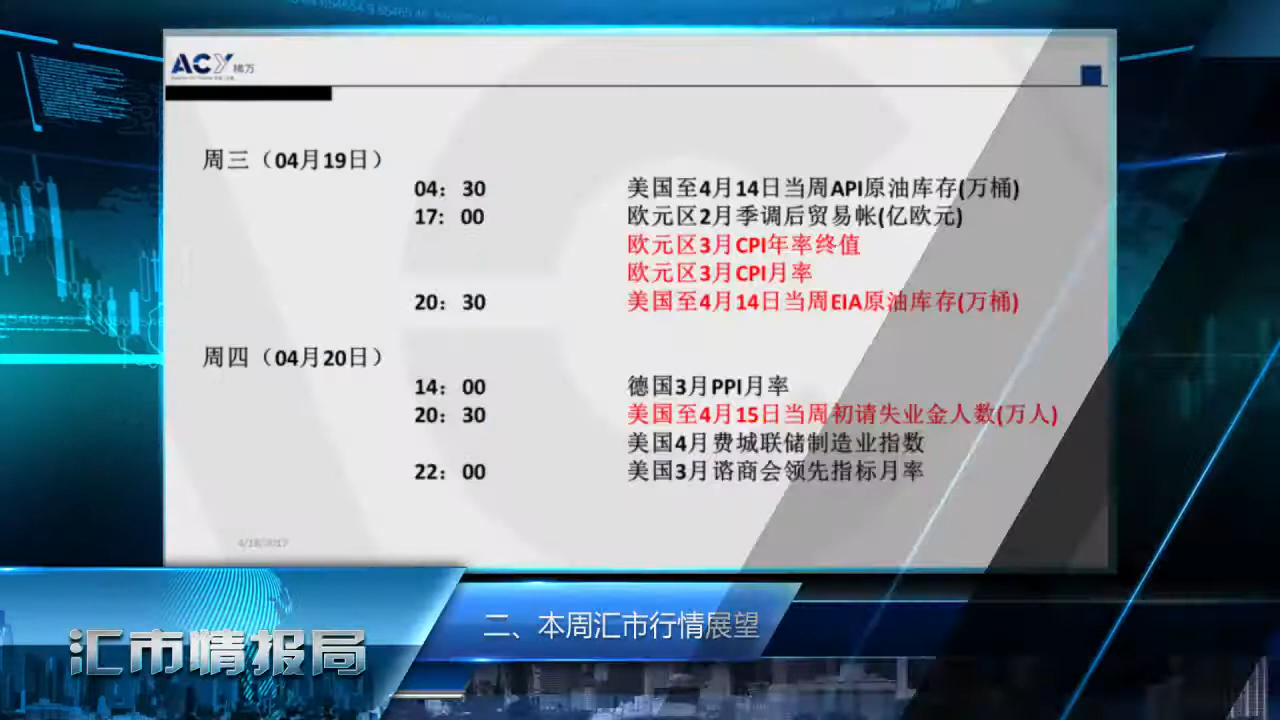 ACY 稀万
周三（04月19日）
04：30 美国至4月14日当周API原油库存(万桶)
17：00 欧元区2月季调后贸易帐(亿欧元)
欧元区3月CPI年率终值
欧元区3月CPI月率
20：30 美国至4月14日当周EIA原油库存(万桶)
周四（04月20日）
14：00 德国3月PPI月率
20：30 美国至4月15日当周初请失业金人数(万人)
美国4月费城联储制造业指数
22：00 美国3月谘商会领先指标月率
4/18/2017
二、本周汇市行情展望
汇市情报局